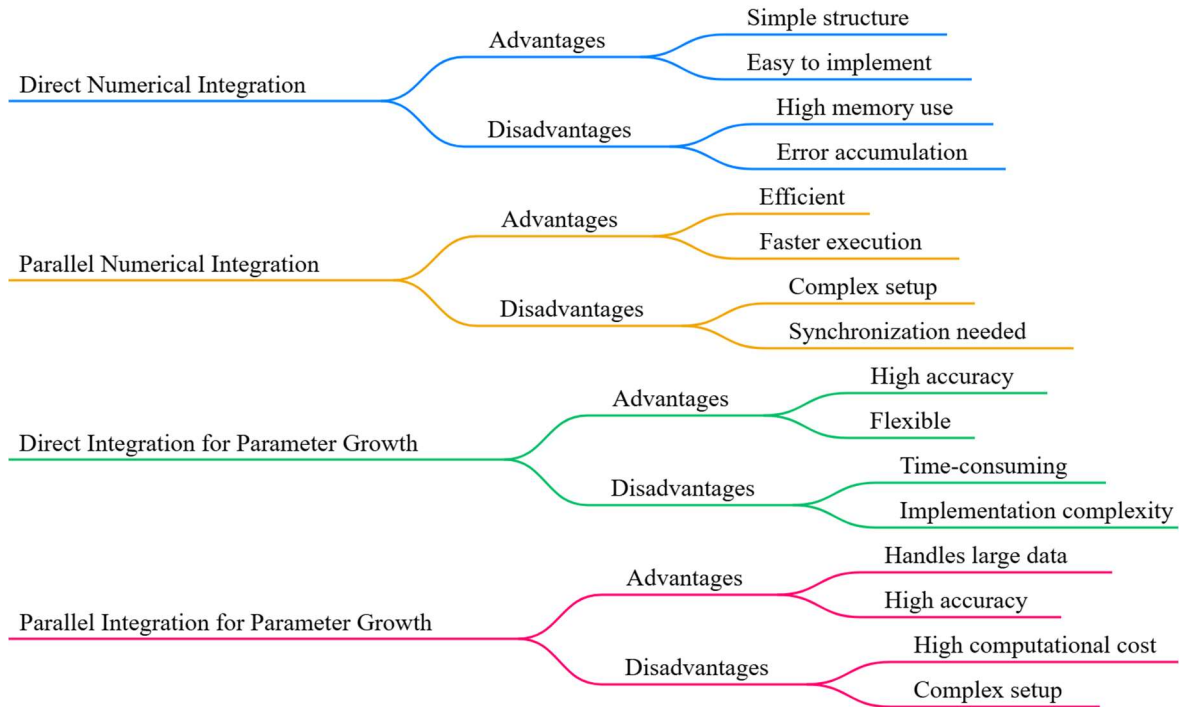 Direct Numerical Integration
Advantages
Simple structure
Easy to implement
Disadvantages
High memory use
Error accumulation
Parallel Numerical Integration
Advantages
Efficient
Faster execution
Disadvantages
Complex setup
Synchronization needed
Direct Integration for Parameter Growth
Advantages
High accuracy
Flexible
Disadvantages
Time-consuming
Implementation complexity
Parallel Integration for Parameter Growth
Advantages
Handles large data
High accuracy
Disadvantages
High computational cost
Complex setup